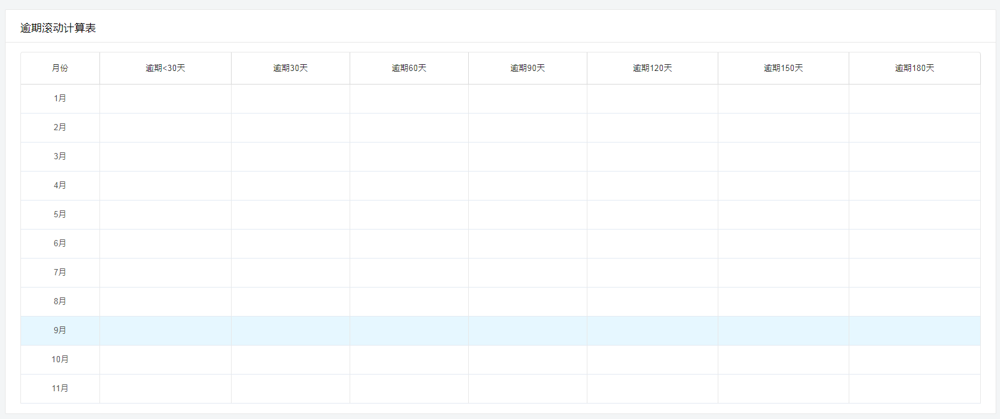 逾期滚动计算表
月份 逾期<30天 逾期30天 逾期60天 逾期90天 逾期120天 逾期150天 逾期180天
1月
2月
3月
4月
5月
6月
7月
8月
9月
10月
11月